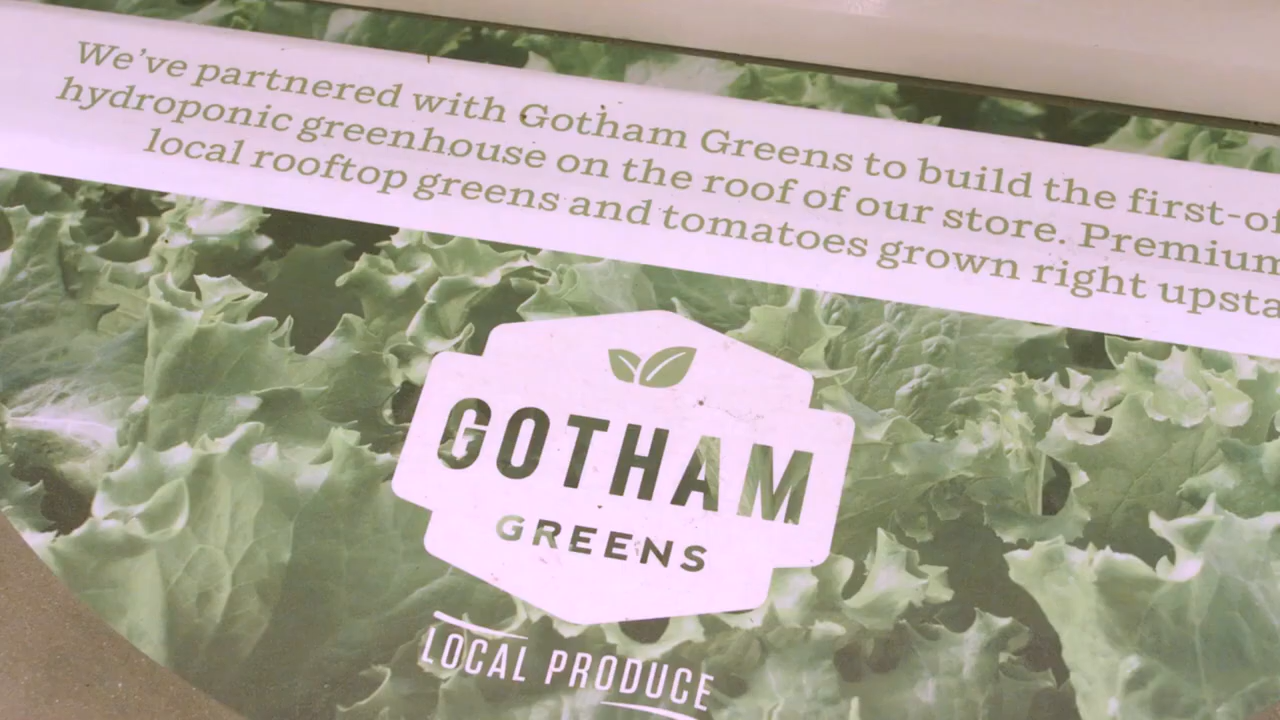 We've partnered with Gotham Greens to build the first-of
hydroponic greenhouse on the roof of our store. Premium
local rooftop greens and tomatoes grown right upsta
GOTHAM
GREENS
LOCAL PRODUCE